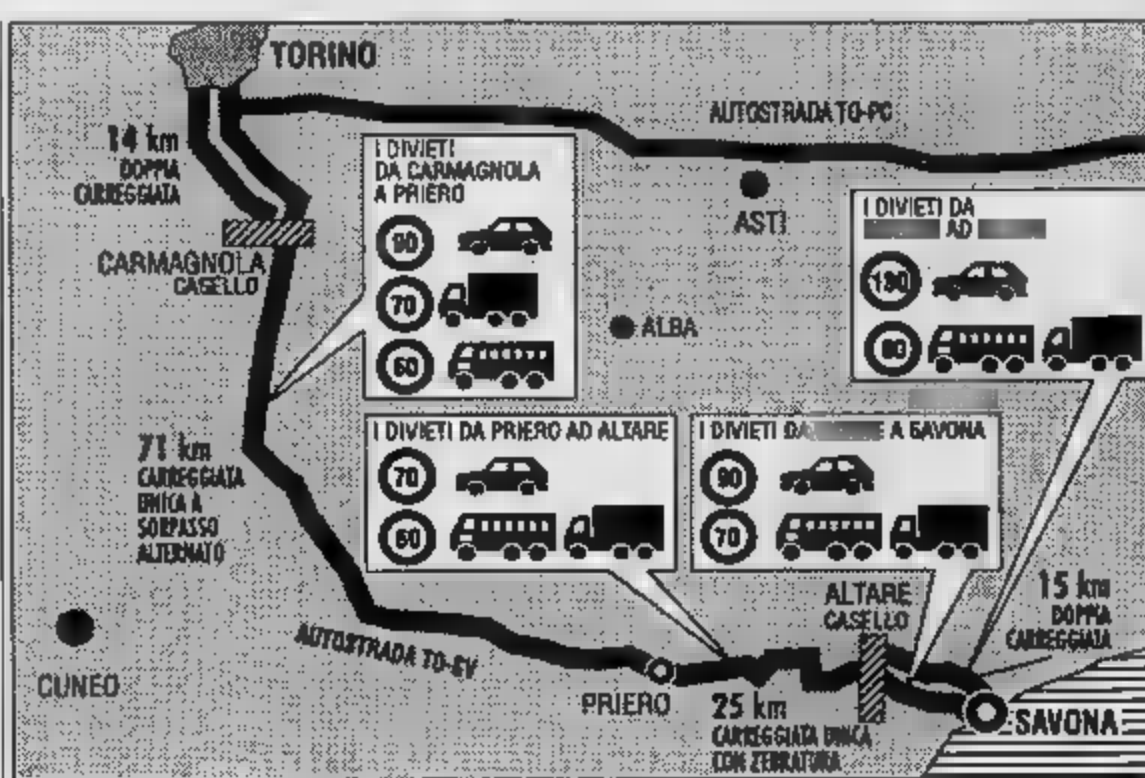 TORINO
14 km
DOPPIA
CARREGGIATA
AUTOSTRADA TO-PC
I DIVIETI
DA CARMAGNOLA
A PRIERO
90
70
60
ASTI
I DIVIETI DA
AD
130
80
CARMAGNOLA
CASELLO
ALBA
71 km
CARREGGIATA
UNICA A
SORPASSO
ALTERNATO
I DIVIETI DA PRIERO AD ALTARE
70
60
I DIVIETI DA
A SAVONA
90
70
ALTARE
CASELLO
15 km
DOPPIA
CARREGGIATA
CUNEO
AUTOSTRADA TO-SV
PRIERO
25 km
CARREGGIATA UNICA
CON ZEBRATURA
SAVONA